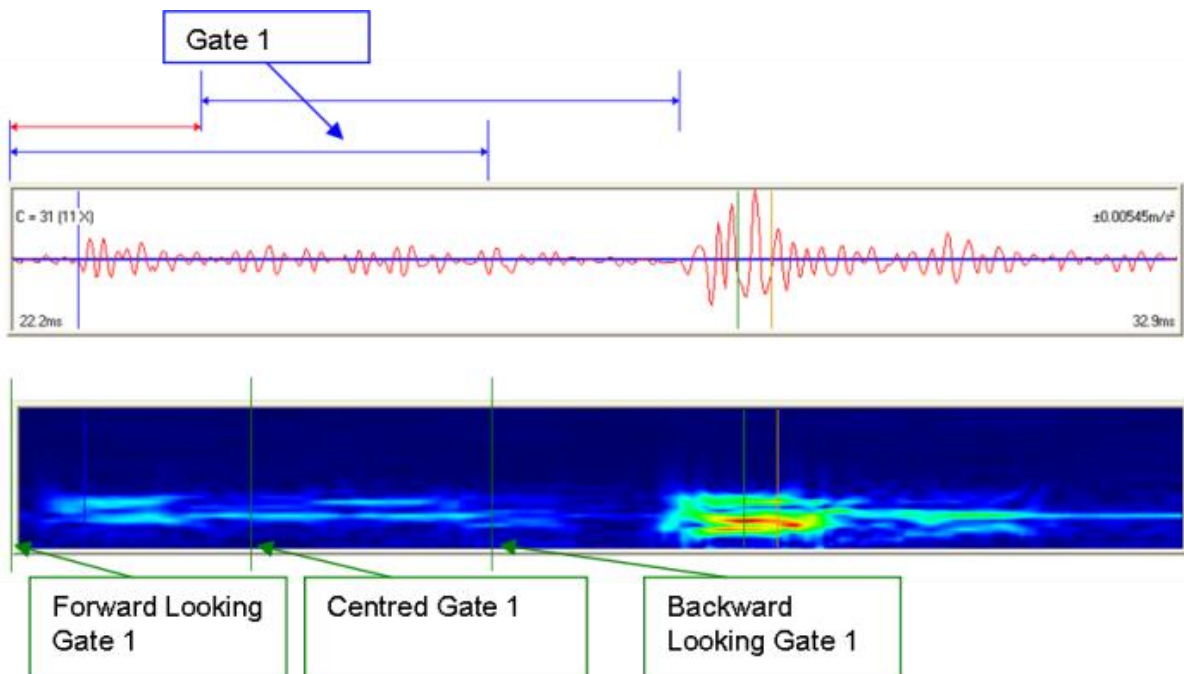 Gate 1
C = 31 (11 X)
±0.00545m/s²
22.2ms
32.9ms
Forward Looking
Gate 1
Centred Gate 1
Backward
Looking Gate 1